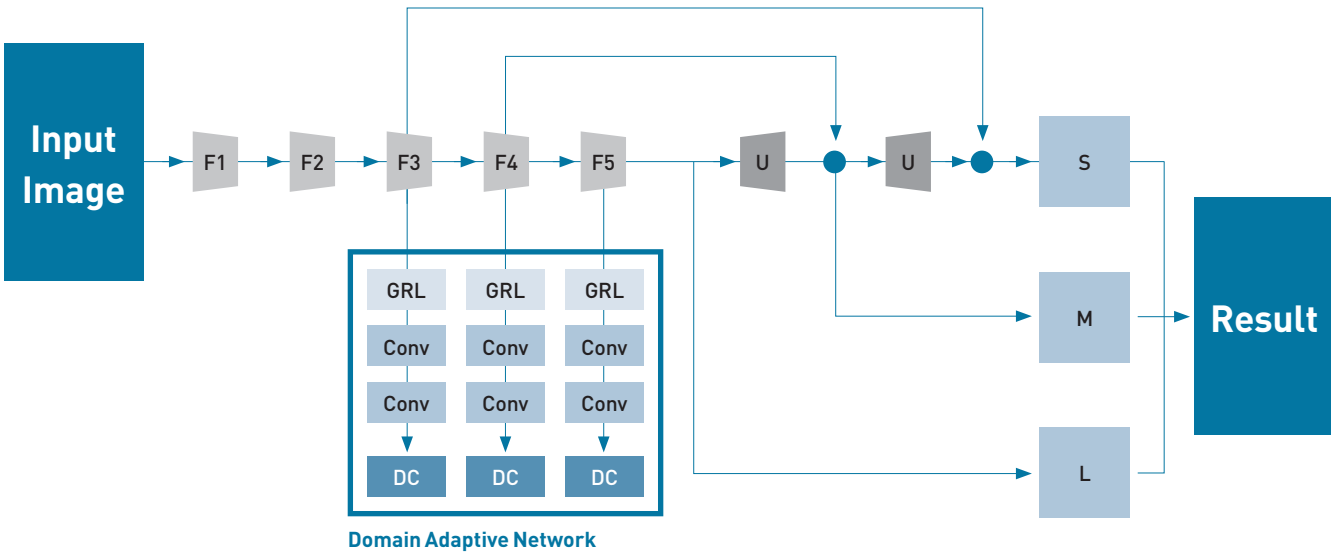 Input
Image
F1
F2
F3
F4
F5
U
U
S
M
L
Result
GRL
GRL
GRL
Conv
Conv
Conv
Conv
Conv
Conv
DC
DC
DC
Domain Adaptive Network